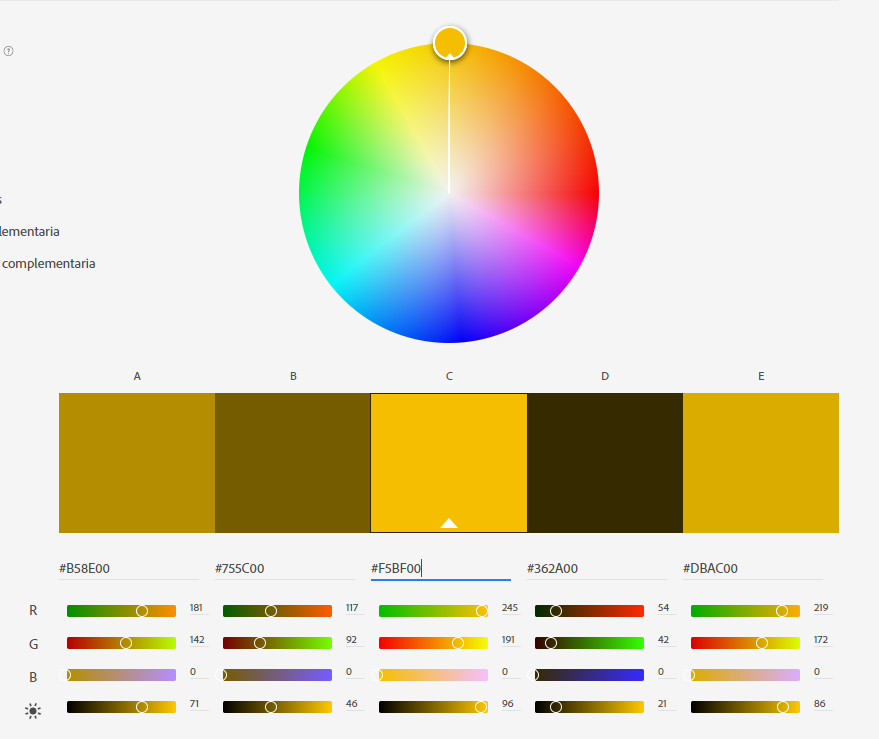 ?
lementaria
complementaria
A B C D E
#B58E00 #755C00 #F5BF00 #362A00 #DBAC00
R 181 117 245 54 219
G 142 92 191 42 172
B 0 0 0 0 0
71 46 96 21 86